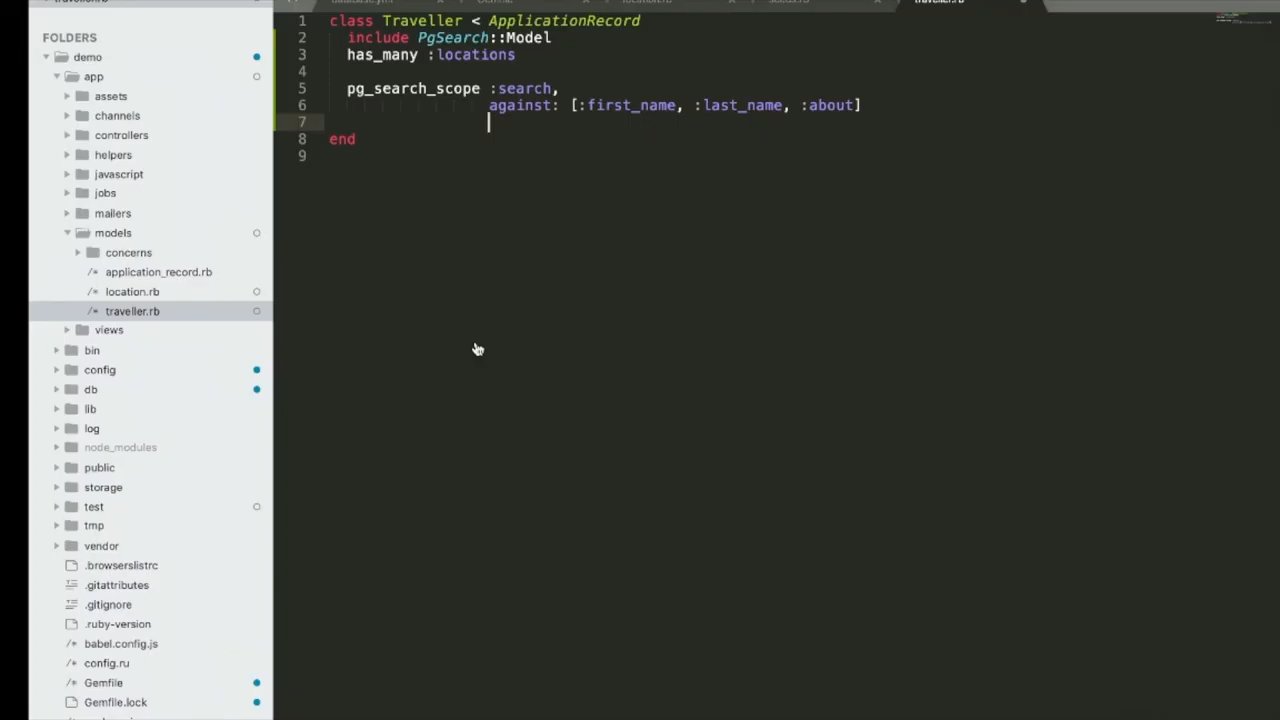 FOLDERS
demo
app
assets
channels
controllers
helpers
javascript
jobs
mailers
models
concerns
/* application_record.rb
/* location.rb
/* traveller.rb
views
bin
config
db
lib
log
node_modules
public
storage
test
tmp
vendor
.browserslistrc
.gitattributes
.gitignore
.ruby-version
/* babel.config.js
/* config.ru
/* Gemfile
Gemfile.lock
1 class Traveller < ApplicationRecord
2 include PgSearch::Model
3 has_many :locations
4
5 pg_search_scope :search,
6 against: [:first_name, :last_name, :about]
7
8 end
9